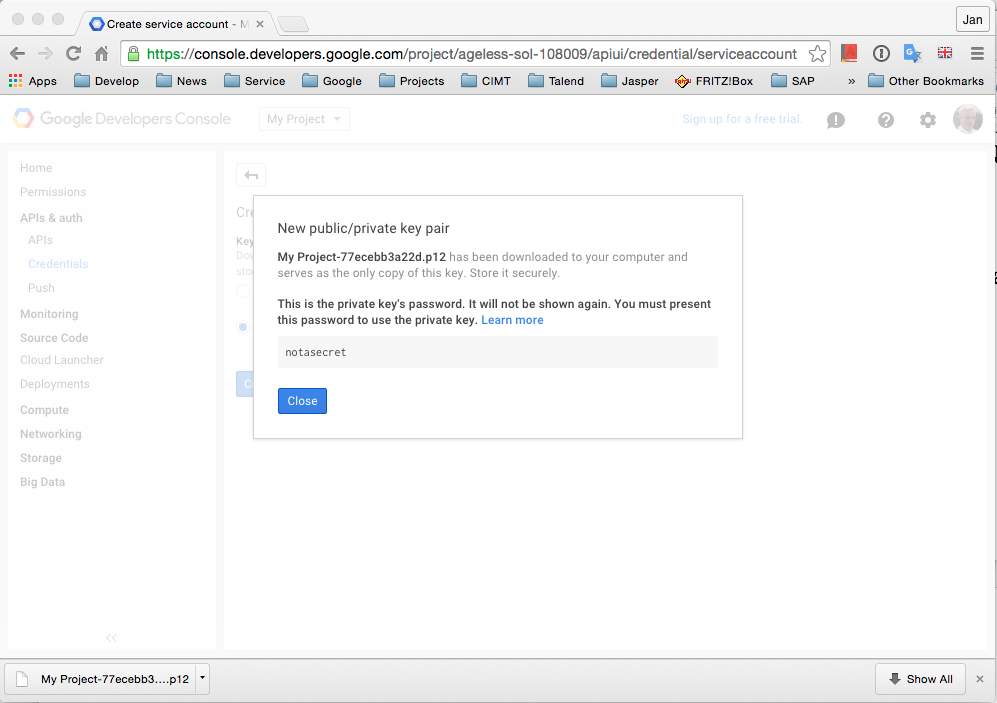 Create service account - M
Jan
https://console.developers.google.com/project/ageless-sol-108009/apiui/credential/serviceaccount
Apps Develop News Service Google Projects CIMT Talend Jasper FRITZ!Box SAP » Other Bookmarks
Google Developers Console My Project Sign up for a free trial.
Home
Permissions
APIs & auth
APIs
Credentials
Push
Monitoring
Source Code
Cloud Launcher
Deployments
Compute
Networking
Storage
Big Data
New public/private key pair
My Project-77ecebb3a22d.p12 has been downloaded to your computer and
serves as the only copy of this key. Store it securely.
This is the private key's password. It will not be shown again. You must present
this password to use the private key. Learn more
notasecret
Close
My Project-77ecebb3....p12
Show All